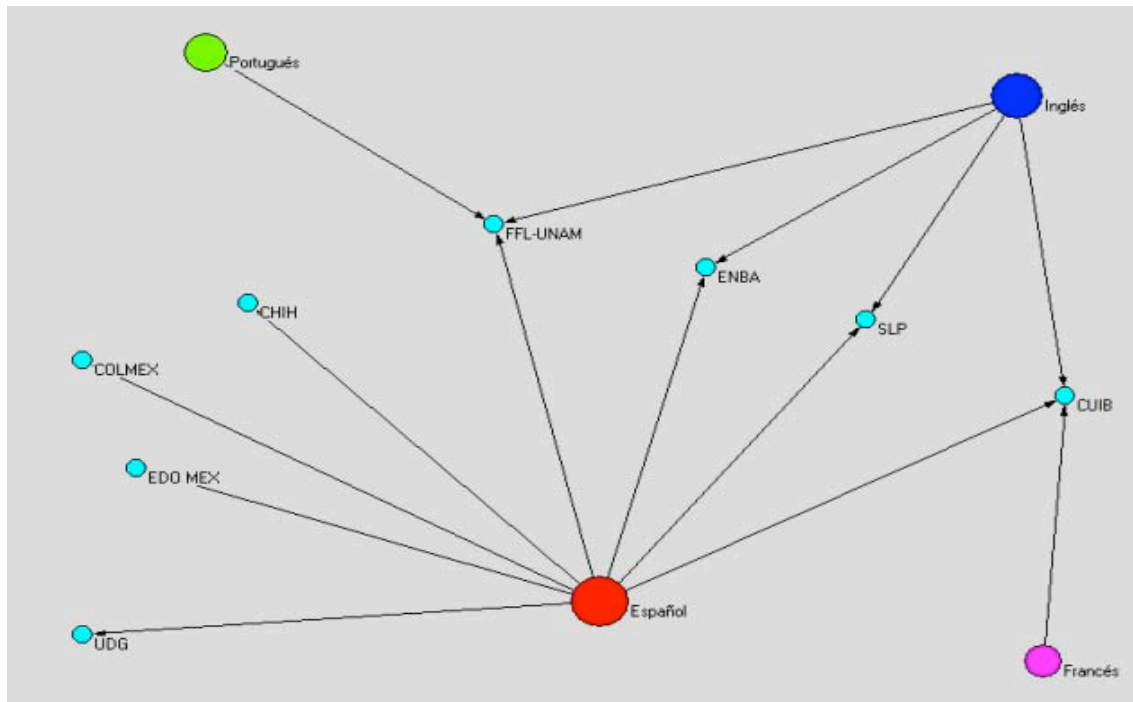 Portugués
Inglés
FFL-UNAM
ENBA
CHIH
SLP
COLMEX
CUIB
EDO MEX
Español
UDG
Francés